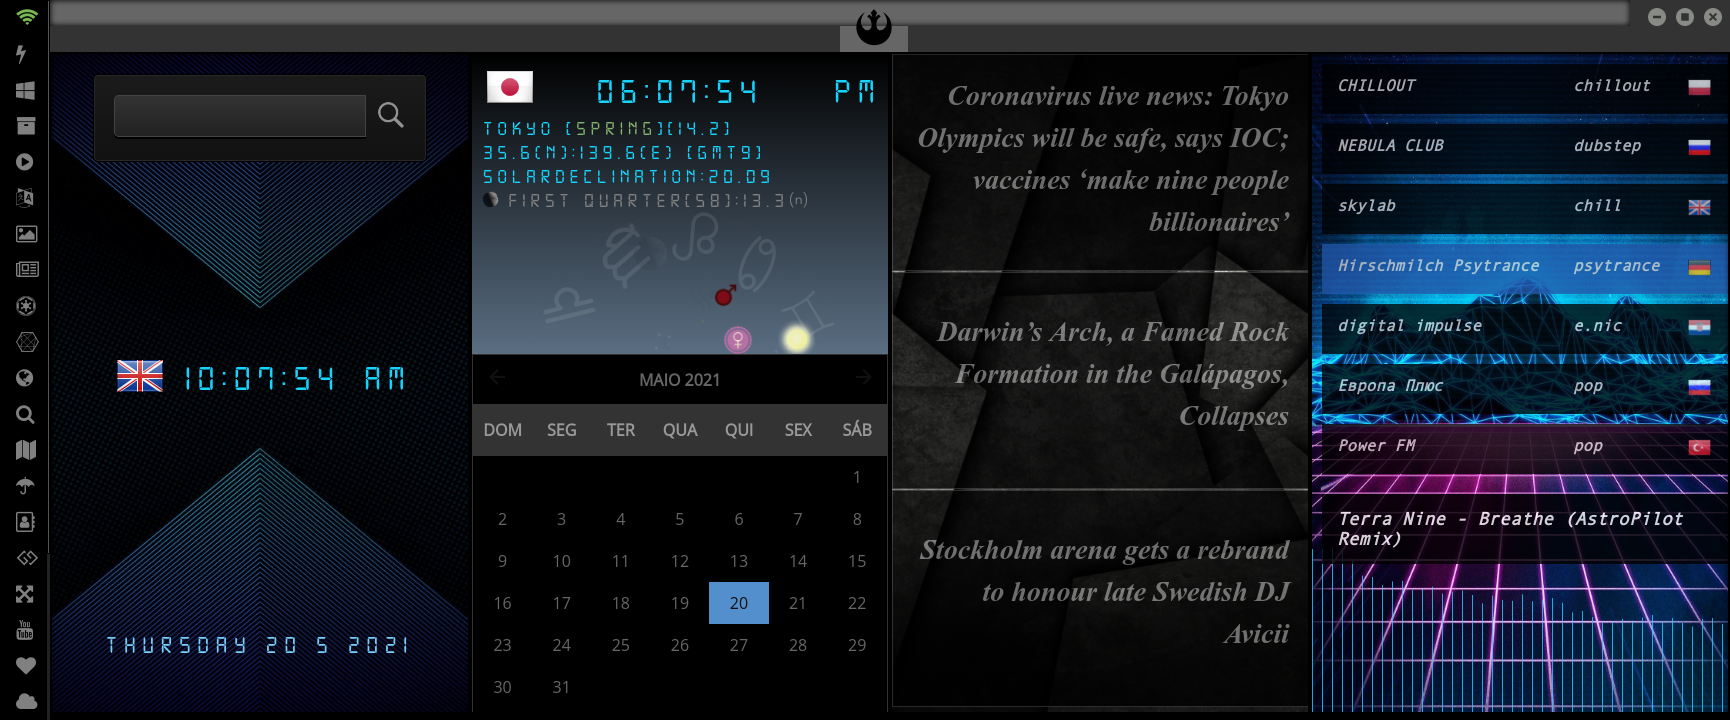 10:07:54 AM
THURSDAY 20 5 2021
06:07:54 PM
TOKYO [SPRING][14.2]
35.6(N):139.6(E) [GMT9]
SOLARDECLINATION:20.09
FIRST QUARTER(58):13.3(n)
MAIO 2021
DOM SEG TER QUA QUI SEX SÁB
1
2 3 4 5 6 7 8
9 10 11 12 13 14 15
16 17 18 19 20 21 22
23 24 25 26 27 28 29
30 31
Coronavirus live news: Tokyo
Olympics will be safe, says IOC;
vaccines ‘make nine people
billionaires’
Darwin’s Arch, a Famed Rock
Formation in the Galápagos,
Collapses
Stockholm arena gets a rebrand
to honour late Swedish DJ
Avicii
CHILLOUT chillout
NEBULA CLUB dubstep
skylab chill
Hirschmilch Psytrance psytrance
digital impulse e.nic
Европа Плюс pop
Power FM pop
Terra Nine - Breathe (AstroPilot
Remix)
You
Tube